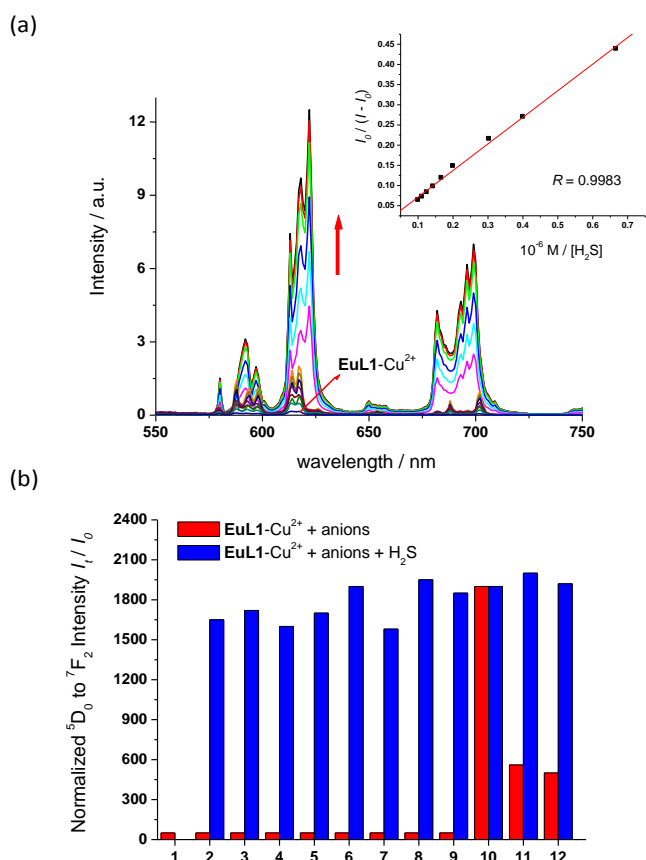 (a)
I₀ / (I - I₀)
0.45
0.40
0.35
0.30
0.25
0.20
0.15
0.10
0.05
0.1 0.2 0.3 0.4 0.5 0.6 0.7
R = 0.9983
10⁻⁶ M / [H₂S]
Intensity / a.u.
12
9
6
3
0
EuL1-Cu²⁺
550 600 650 700 750
wavelength / nm
(b)
EuL1-Cu²⁺ + anions
EuL1-Cu²⁺ + anions + H₂S
Normalized ⁵D₀ to ⁷F₂ Intensity Iₜ / I₀
2400
2100
1800
1500
1200
900
600
300
0
1 2 3 4 5 6 7 8 9 10 11 12